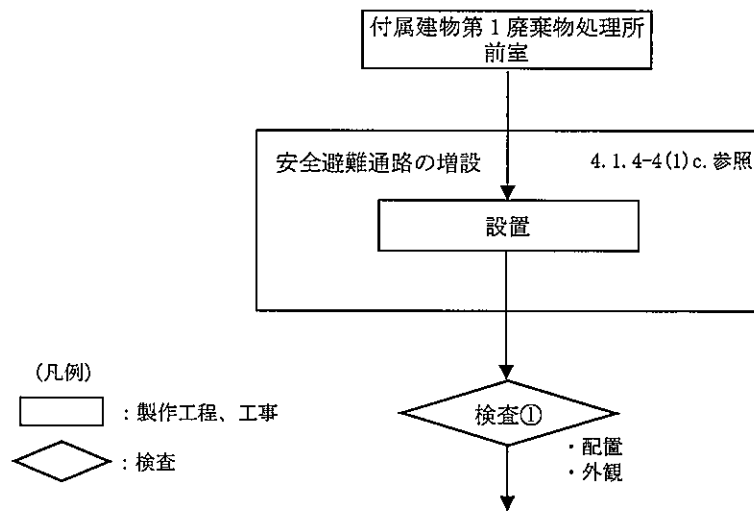 付属建物第1廃棄物処理所
前室
安全避難通路の増設 4.1.4-4(1)c.参照
設置
検査①
・配置
・外観
(凡例)
：製作工程、工事
：検査